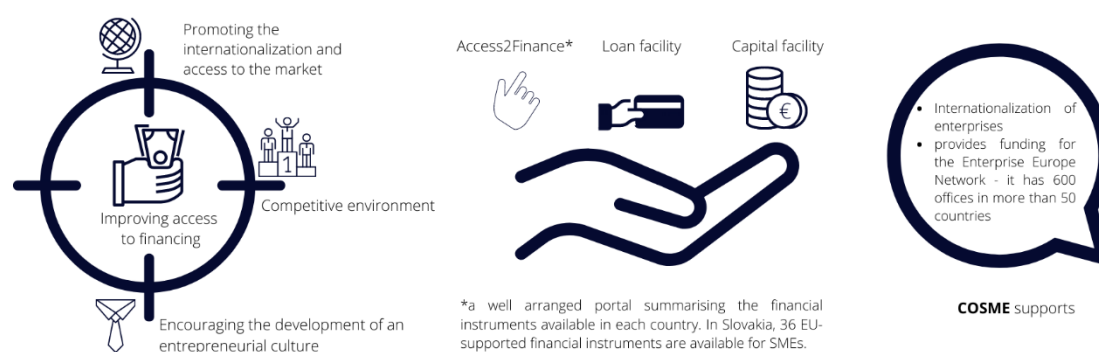 Promoting the
internationalization and
access to the market
1
Competitive environment
Improving access
to financing
Encouraging the development of an
entrepreneurial culture
Access2Finance*
Loan facility
Capital facility
€
*a well arranged portal summarising the financial
instruments available in each country. In Slovakia, 36 EU-
supported financial instruments are available for SMEs.
• Internationalization of
enterprises
• provides funding for
the Enterprise Europe
Network - it has 600
offices in more than 50
countries
COSME supports